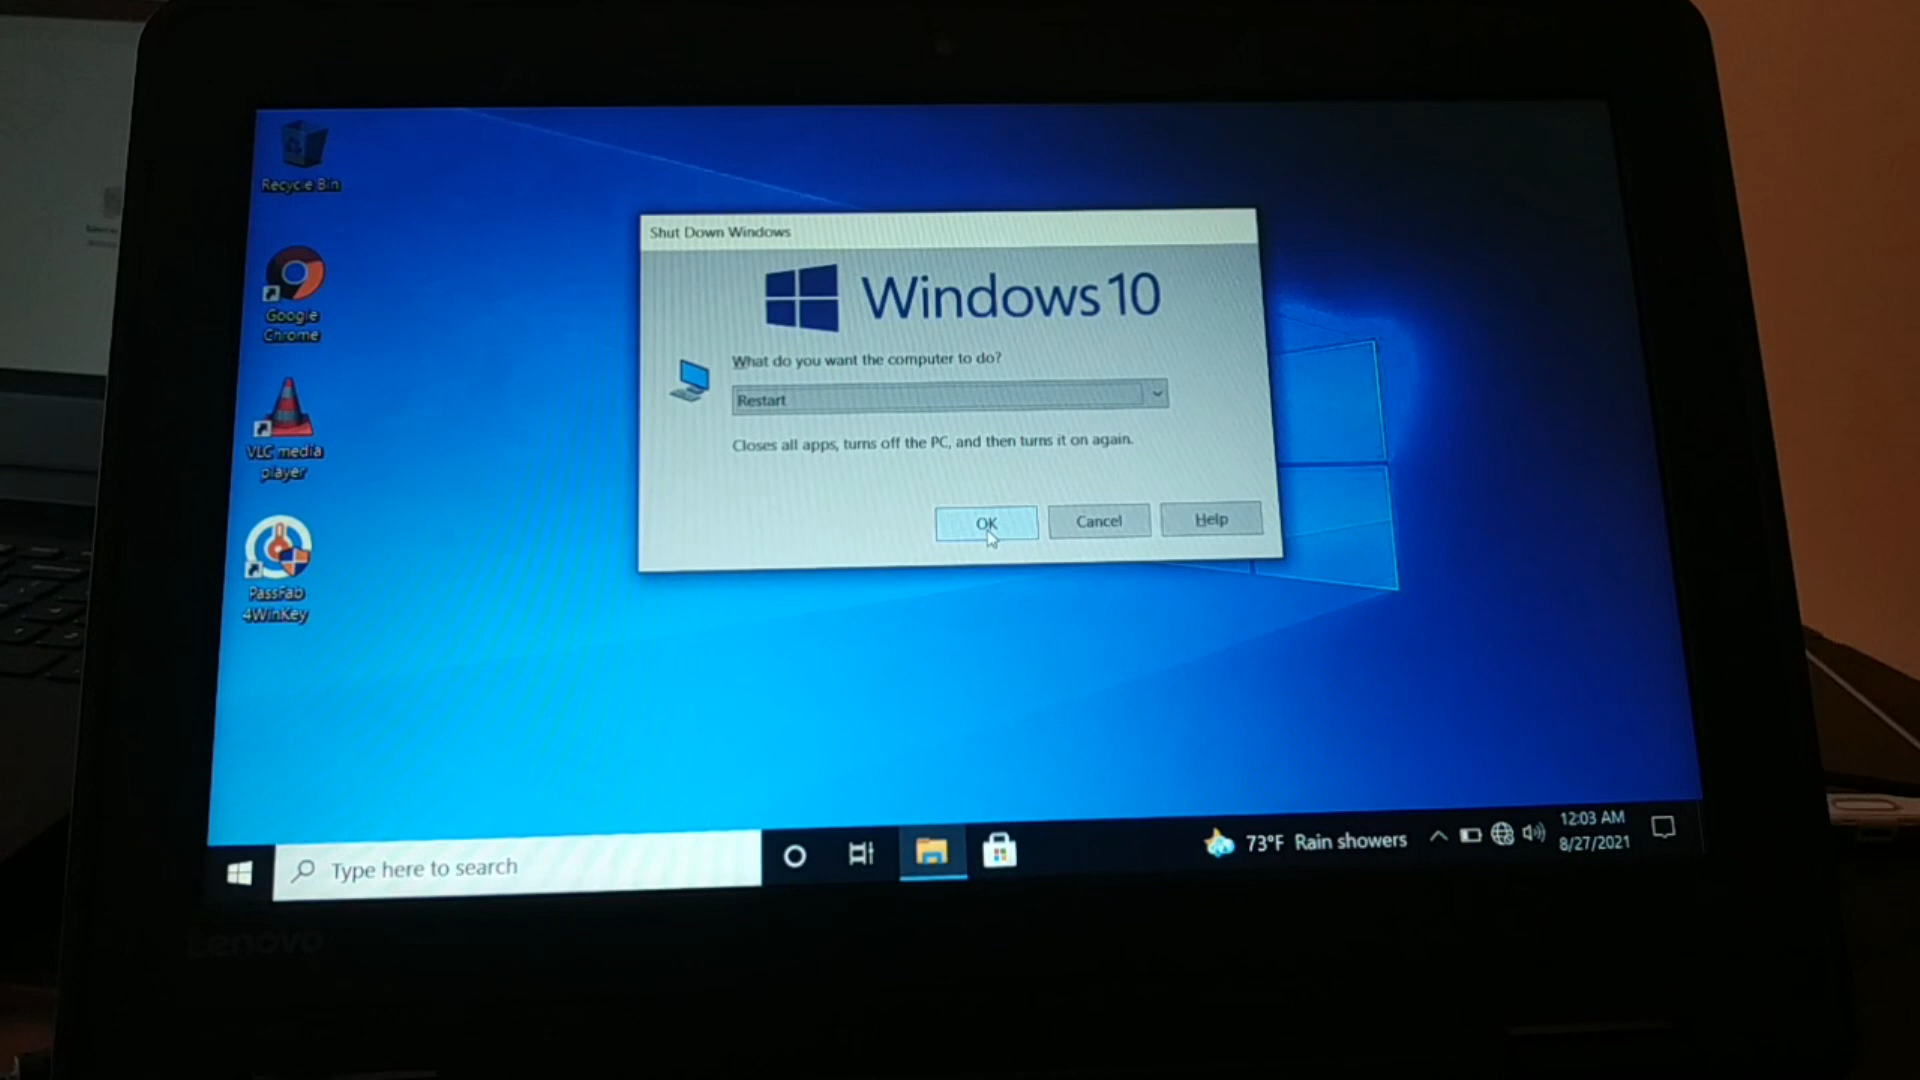 Recycle Bin
Google
Chrome
VLC media
player
PassFab
4WinKey
Shut Down Windows
Windows 10
What do you want the computer to do?
Restart
Closes all apps, turns off the PC, and then turns it on again.
OK
Cancel
Help
Type here to search
73°F Rain showers
12:03 AM
8/27/2021
Lenovo